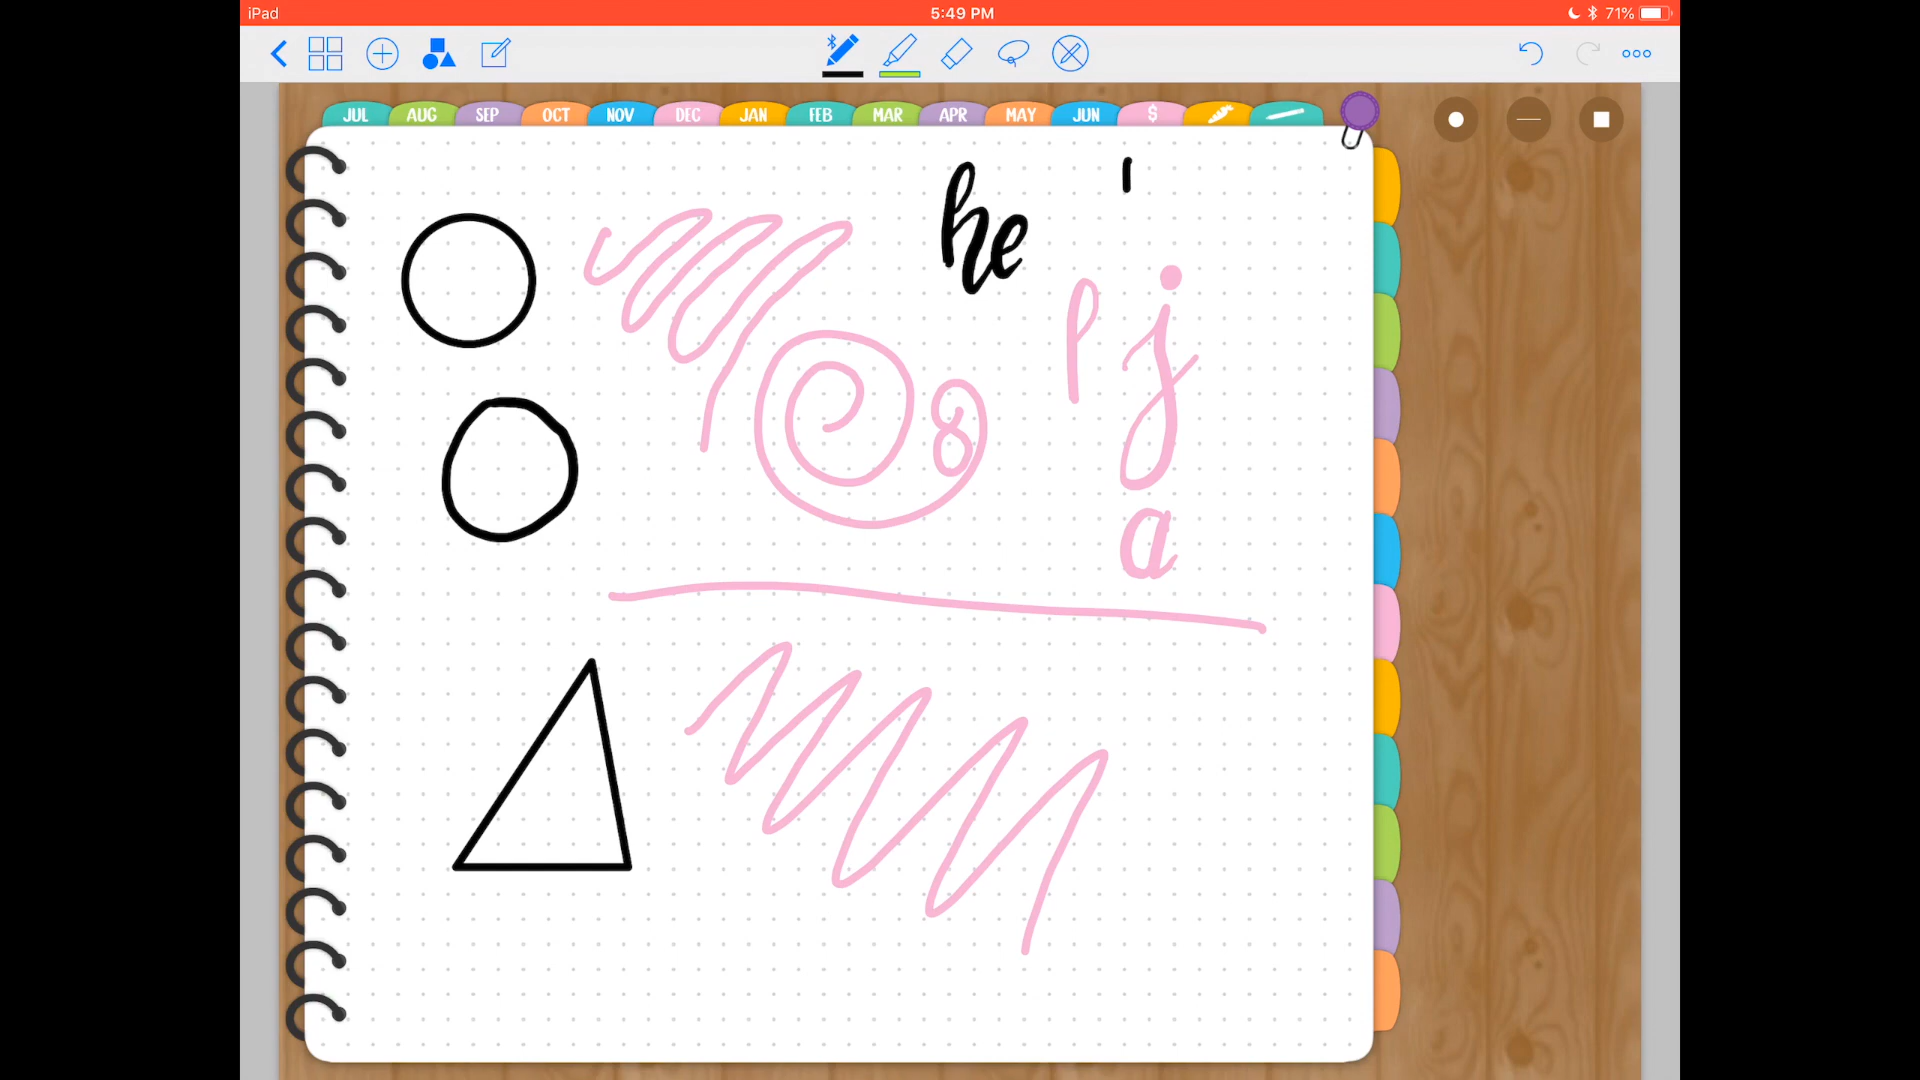 iPad 5:49 PM 71%
JUL AUG SEP OCT NOV DEC JAN FEB MAR APR MAY JUN $
he
l j
a